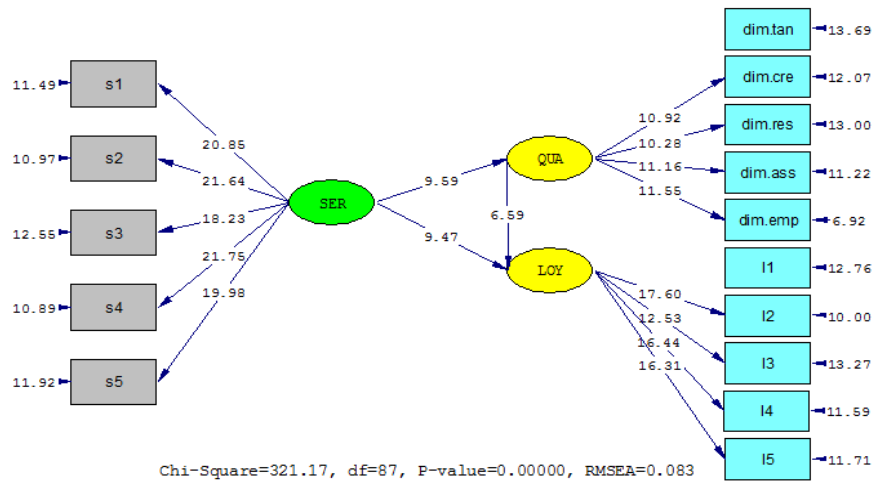 dim.tan 13.69
11.49 s1 dim.cre 12.07
10.92
20.85 dim.res 13.00
10.28
10.97 s2 QUA 11.16
21.64 9.59 11.55 dim.ass 11.22
SER
12.55 s3 18.23 6.59 dim.emp 6.92
9.47
21.75 l1 12.76
LOY
19.98 17.60
10.89 s4 12.53 l2 10.00
16.44
16.31 l3 13.27
11.92 s5
l4 11.59
l5 11.71
Chi-Square=321.17, df=87, P-value=0.00000, RMSEA=0.083